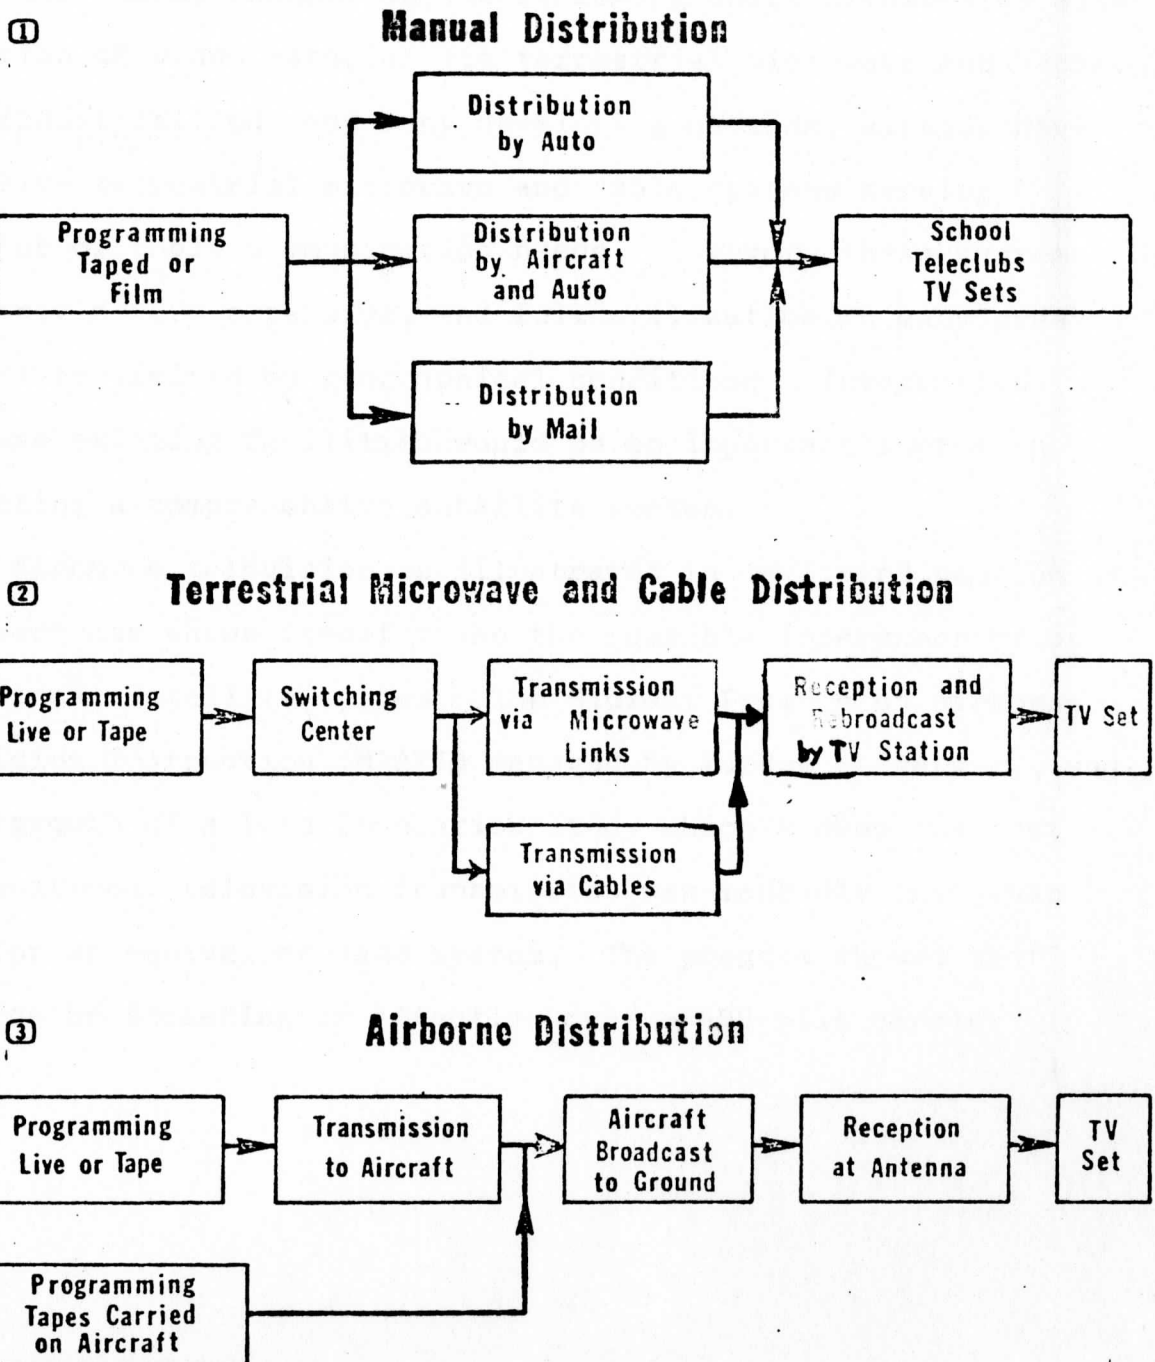 1
Manual Distribution
Distribution
by Auto
Programming
Taped or
Film
Distribution
by Aircraft
and Auto
School
Teleclubs
TV Sets
Distribution
by Mail
2
Terrestrial Microwave and Cable Distribution
Programming
Live or Tape
Switching
Center
Transmission
via Microwave
Links
Reception and
Rebroadcast
by TV Station
TV Set
Transmission
via Cables
3
Airborne Distribution
Programming
Live or Tape
Transmission
to Aircraft
Aircraft
Broadcast
to Ground
Reception
at Antenna
TV
Set
Programming
Tapes Carried
on Aircraft